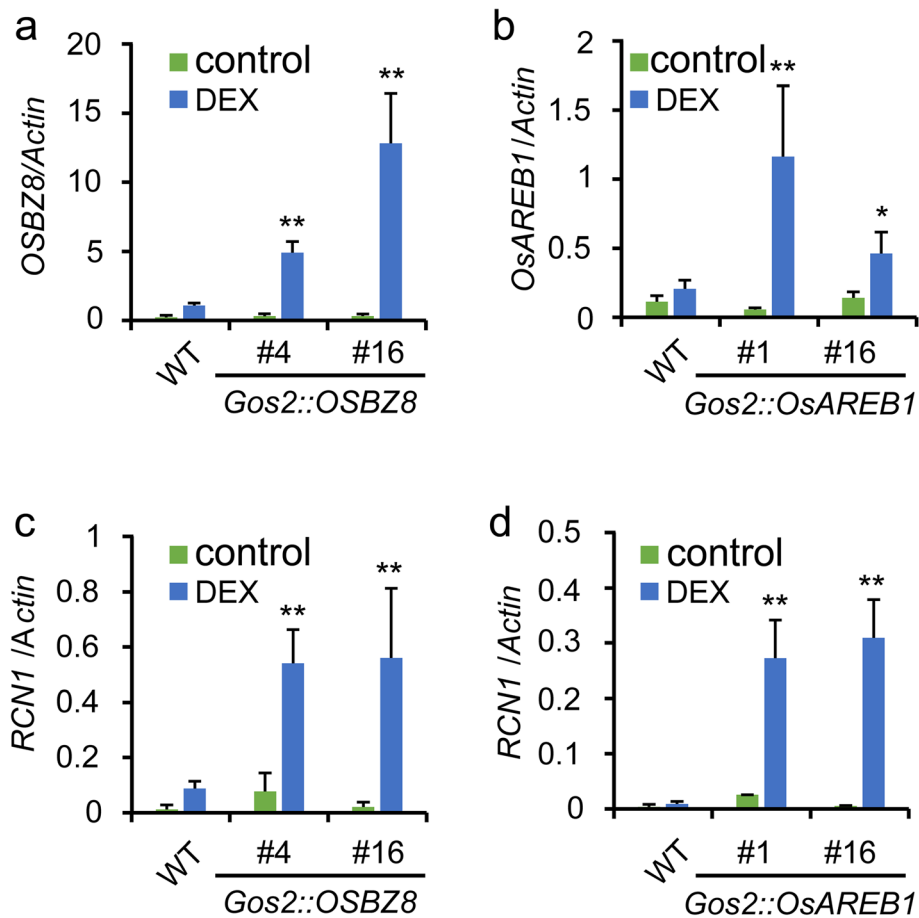 a
OSBZ8/Actin
20
15
10
5
0
control
DEX
**
**
WT
#4
#16
Gos2::OSBZ8
b
OsAREB1/Actin
2
1.5
1
0.5
0
control
DEX
**
*
WT
#1
#16
Gos2::OsAREB1
c
RCN1 /Actin
1
0.8
0.6
0.4
0.2
0
control
DEX
**
**
WT
#4
#16
Gos2::OSBZ8
d
RCN1 /Actin
0.5
0.4
0.3
0.2
0.1
0
control
DEX
**
**
WT
#1
#16
Gos2::OsAREB1